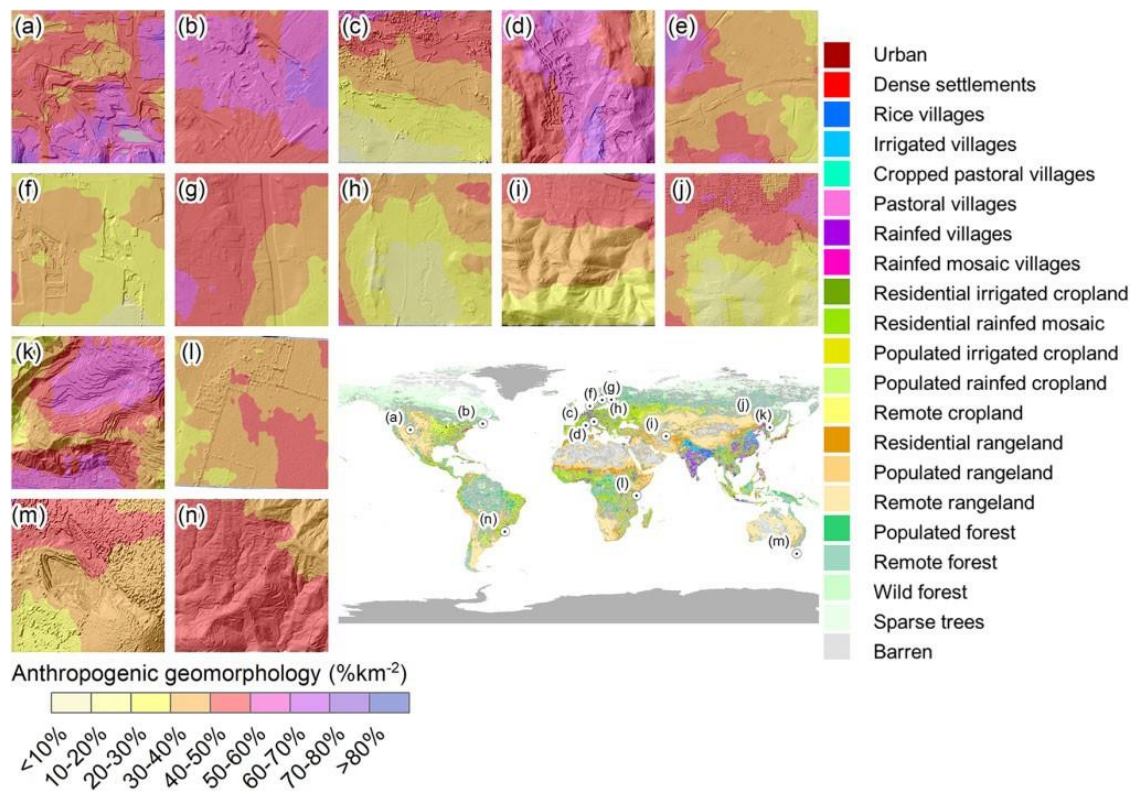 (a)
(b)
(c)
(d)
(e)
(f)
(g)
(h)
(i)
(j)
(k)
(l)
(m)
(n)
(a)
(b)
(c)
(d)
(f)
(g)
(h)
(i)
(j)
(k)
(l)
(n)
(m)
Urban
Dense settlements
Rice villages
Irrigated villages
Cropped pastoral villages
Pastoral villages
Rainfed villages
Rainfed mosaic villages
Residential irrigated cropland
Residential rainfed mosaic
Populated irrigated cropland
Populated rainfed cropland
Remote cropland
Residential rangeland
Populated rangeland
Remote rangeland
Populated forest
Remote forest
Wild forest
Sparse trees
Barren
Anthropogenic geomorphology (%km⁻²)
<10%
10-20%
20-30%
30-40%
40-50%
50-60%
60-70%
70-80%
>80%